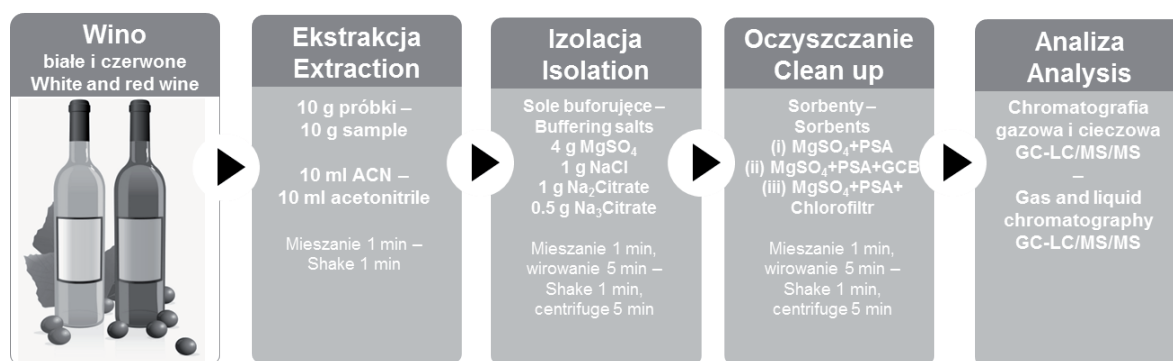 Wino
białe i czerwone
White and red wine
Ekstrakcja
Extraction
10 g próbki –
10 g sample
10 ml ACN –
10 ml acetonitrile
Mieszanie 1 min –
Shake 1 min
Izolacja
Isolation
Sole buforujęce –
Buffering salts
4 g MgSO₄
1 g NaCl
1 g Na₂Citrate
0.5 g Na₃Citrate
Mieszanie 1 min,
wirowanie 5 min –
Shake 1 min,
centrifuge 5 min
Oczyszczanie
Clean up
Sorbenty –
Sorbents
(i) MgSO₄+PSA
(ii) MgSO₄+PSA+GCB
(iii) MgSO₄+PSA+
Chlorofiltr
Mieszanie 1 min,
wirowanie 5 min –
Shake 1 min,
centrifuge 5 min
Analiza
Analysis
Chromatografia
gazowa i cieczowa
GC-LC/MS/MS
–
Gas and liquid
chromatography
GC-LC/MS/MS